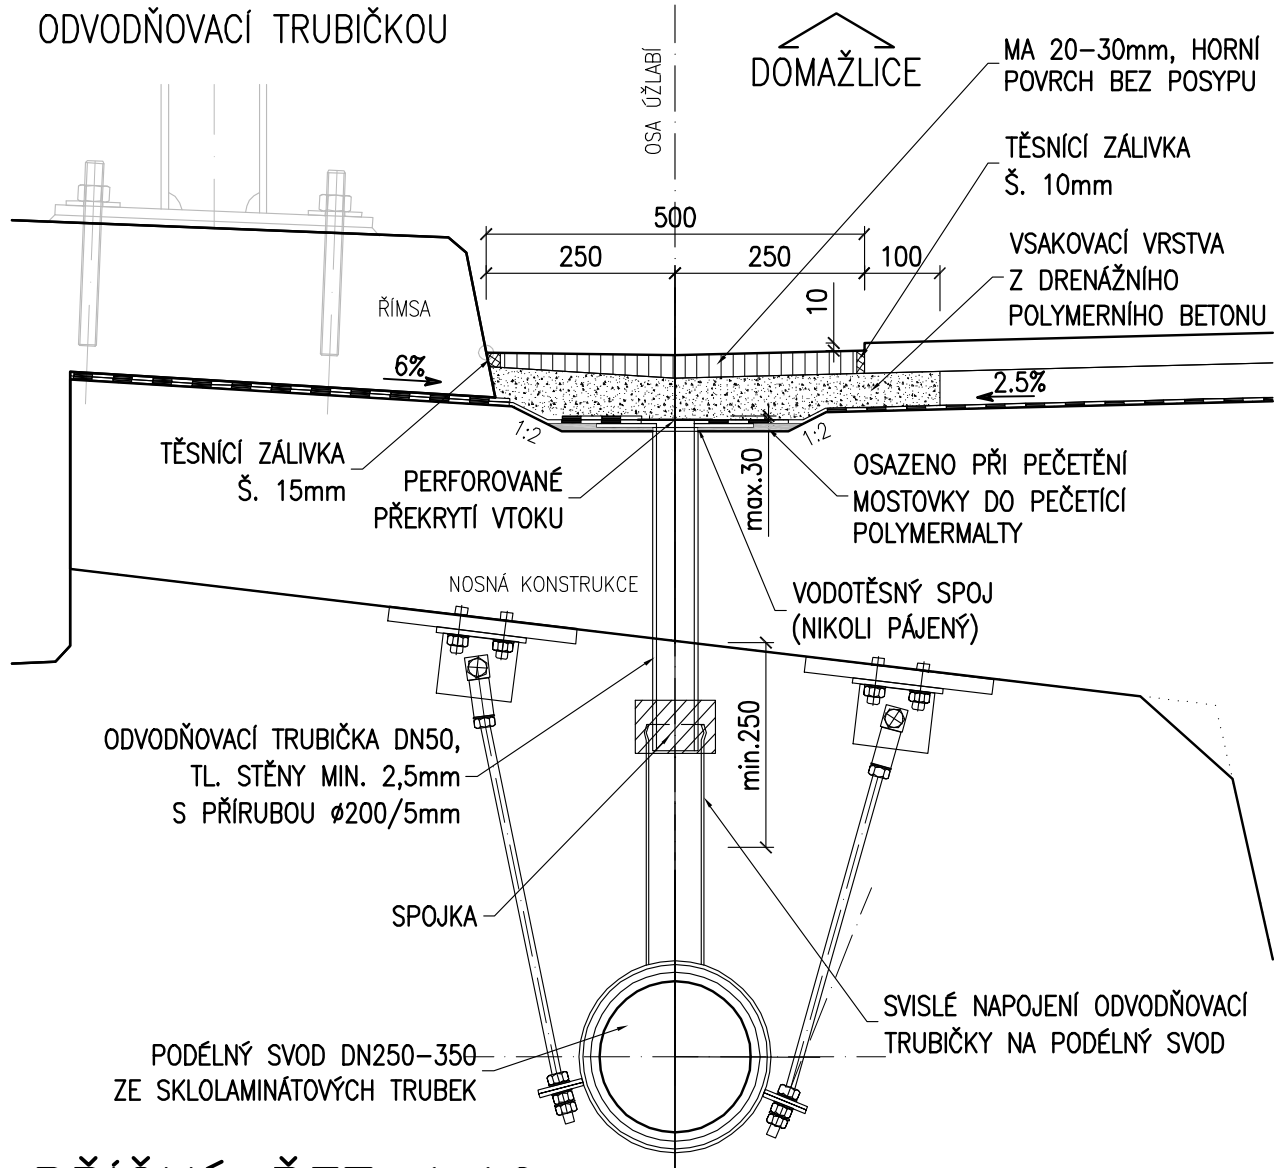 ODVODŇOVACÍ TRUBIČKOU
OSA ÚŽLABÍ
DOMAŽLICE
MA 20-30mm, HORNÍ
POVRCH BEZ POSYPU
TĚSNÍCÍ ZÁLIVKA
Š. 10mm
500
250
250
100
VSAKOVACÍ VRSTVA
Z DRENÁŽNÍHO
POLYMERNÍHO BETONU
10
ŘÍMSA
6%
2.5%
1:2
1:2
TĚSNÍCÍ ZÁLIVKA
Š. 15mm
PERFOROVANÉ
PŘEKRYTÍ VTOKU
max.30
OSAZENO PŘI PEČETĚNÍ
MOSTOVKY DO PEČETÍCÍ
POLYMERMALTY
NOSNÁ KONSTRUKCE
VODOTĚSNÝ SPOJ
(NIKOLI PÁJENÝ)
ODVODŇOVACÍ TRUBIČKA DN50,
TL. STĚNY MIN. 2,5mm
S PŘÍRUBOU ø200/5mm
min.250
SPOJKA
SVISLÉ NAPOJENÍ ODVODŇOVACÍ
TRUBIČKY NA PODÉLNÝ SVOD
PODÉLNÝ SVOD DN250-350
ZE SKLOLAMINÁTOVÝCH TRUBEK